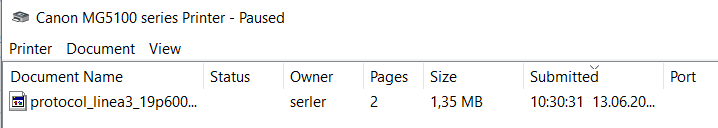 Canon MG5100 series Printer - Paused
Printer Document View
Document Name Status Owner Pages Size Submitted Port
protocol_linea3_19p600... serler 2 1,35 MB 10:30:31 13.06.20...